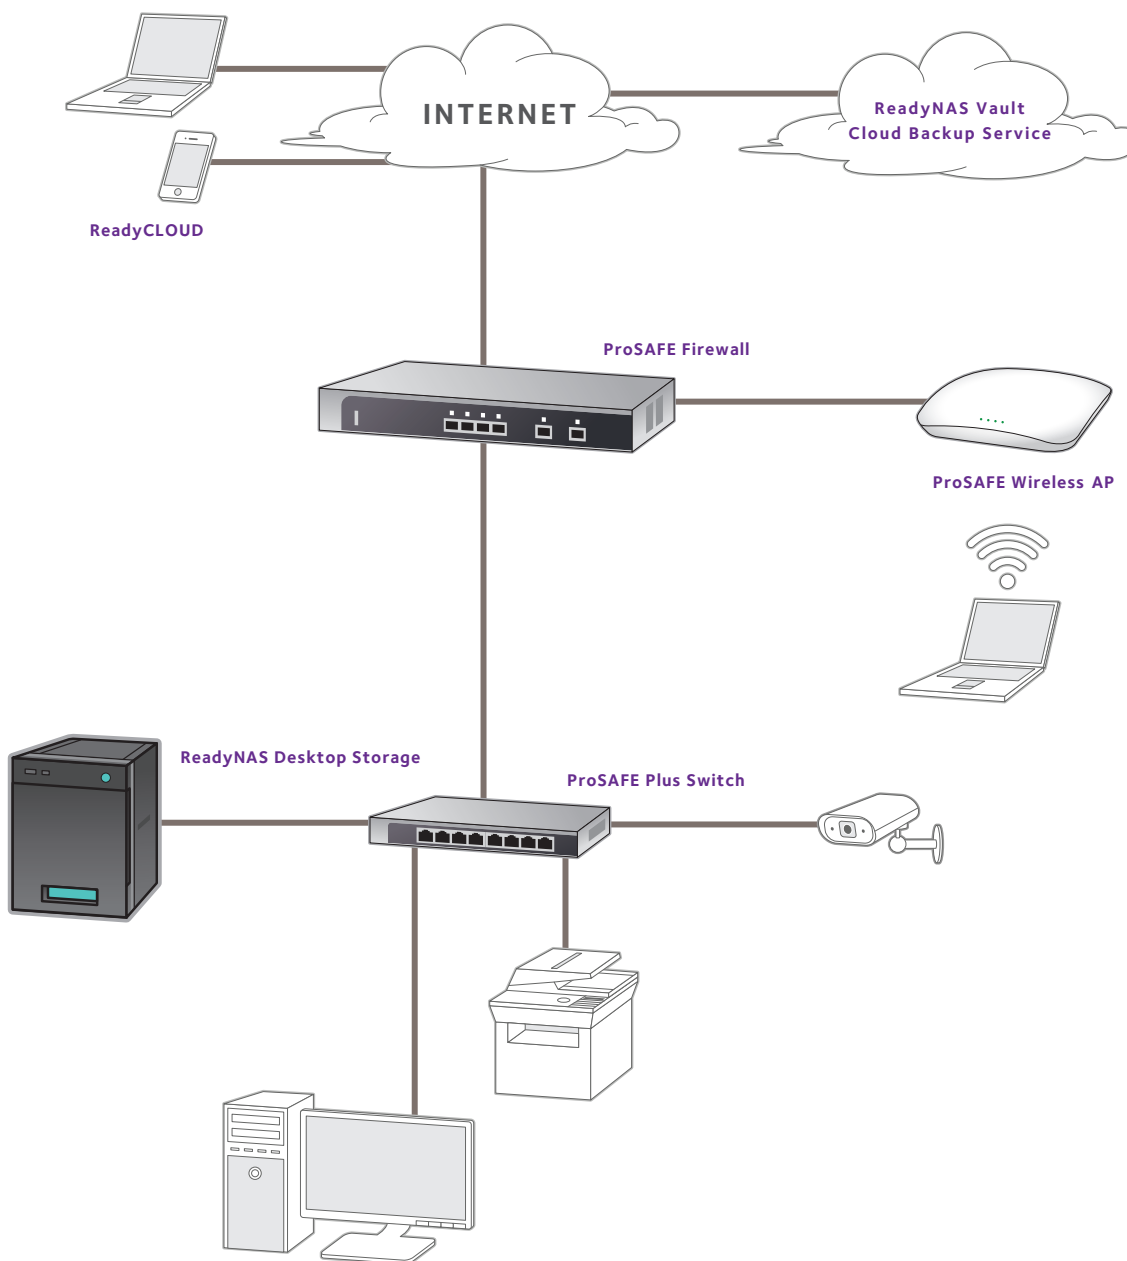 INTERNET
ReadyNAS Vault
Cloud Backup Service
ReadyCLOUD
ProSAFE Firewall
ProSAFE Wireless AP
ReadyNAS Desktop Storage
ProSAFE Plus Switch